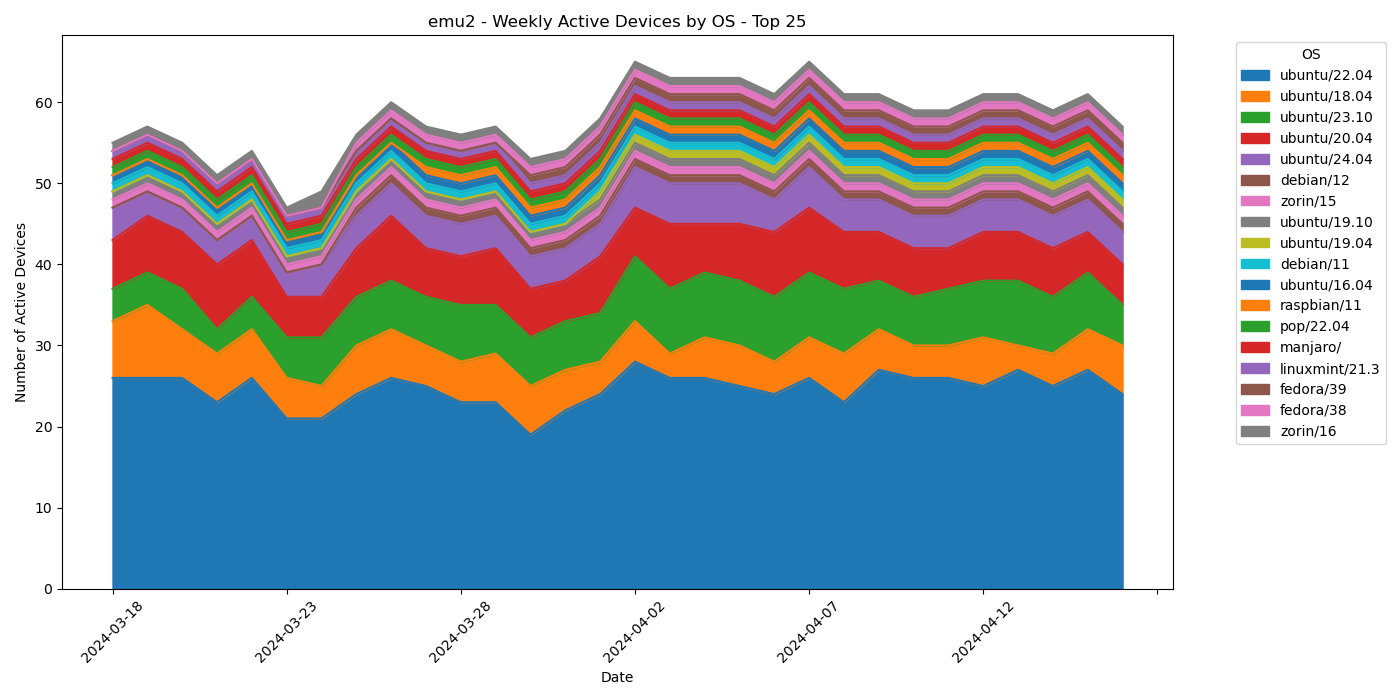 emu2 - Weekly Active Devices by OS - Top 25
Number of Active Devices
60
50
40
30
20
10
0
2024-03-18
2024-03-23
2024-03-28
2024-04-02
2024-04-07
2024-04-12
Date
OS
ubuntu/22.04
ubuntu/18.04
ubuntu/23.10
ubuntu/20.04
ubuntu/24.04
debian/12
zorin/15
ubuntu/19.10
ubuntu/19.04
debian/11
ubuntu/16.04
raspbian/11
pop/22.04
manjaro/
linuxmint/21.3
fedora/39
fedora/38
zorin/16